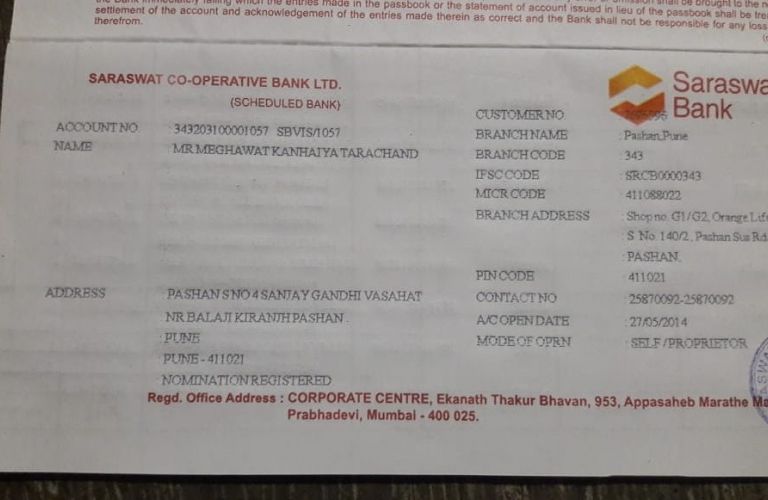 the Bank immediately failing which the entries made in the passbook or the statement of account issued in lieu of the passbook shall be
settlement of the account and acknowledgement of the entries made therein as correct and the Bank shall not be responsible for any loss
therefrom.
SARASWAT CO-OPERATIVE BANK LTD.
(SCHEDULED BANK)
Saraswa
Bank
ACCOUNT NO. : 343203100001057 SBVIS/1057
NAME : MR MEGHAWAT KANHAIYA TARACHAND
CUSTOMER NO
BRANCH NAME : Pashan,Pune
BRANCH CODE : 343
IFSC CODE : SRCB0000343
MICR CODE : 411088022
BRANCH ADDRESS : Shop no. G1/G2, Orange Life
: S No. 140/2, Pashan Sus Rd
: PASHAN.
PIN CODE : 411021
CONTACT NO : 25870092-25870092
A/C OPEN DATE : 27/05/2014
MODE OF OPRN : SELF/PROPRIETOR
ADDRESS : PASHAN S NO 4 SANJAY GANDHI VASAHAT
: NR BALAJI KIRANJH PASHAN .
: PUNE
: PUNE - 411021
: NOMINATION REGISTERED
Regd. Office Address : CORPORATE CENTRE, Ekanath Thakur Bhavan, 953, Appasaheb Marathe Ma
Prabhadevi, Mumbai - 400 025.